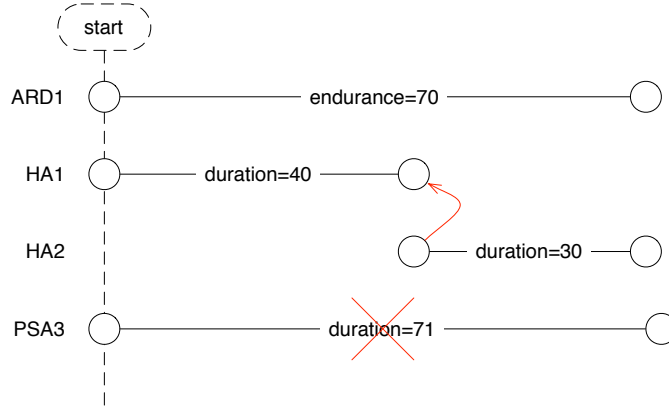 start
ARD1 endurance=70
HA1 duration=40
HA2 duration=30
PSA3 duration=71